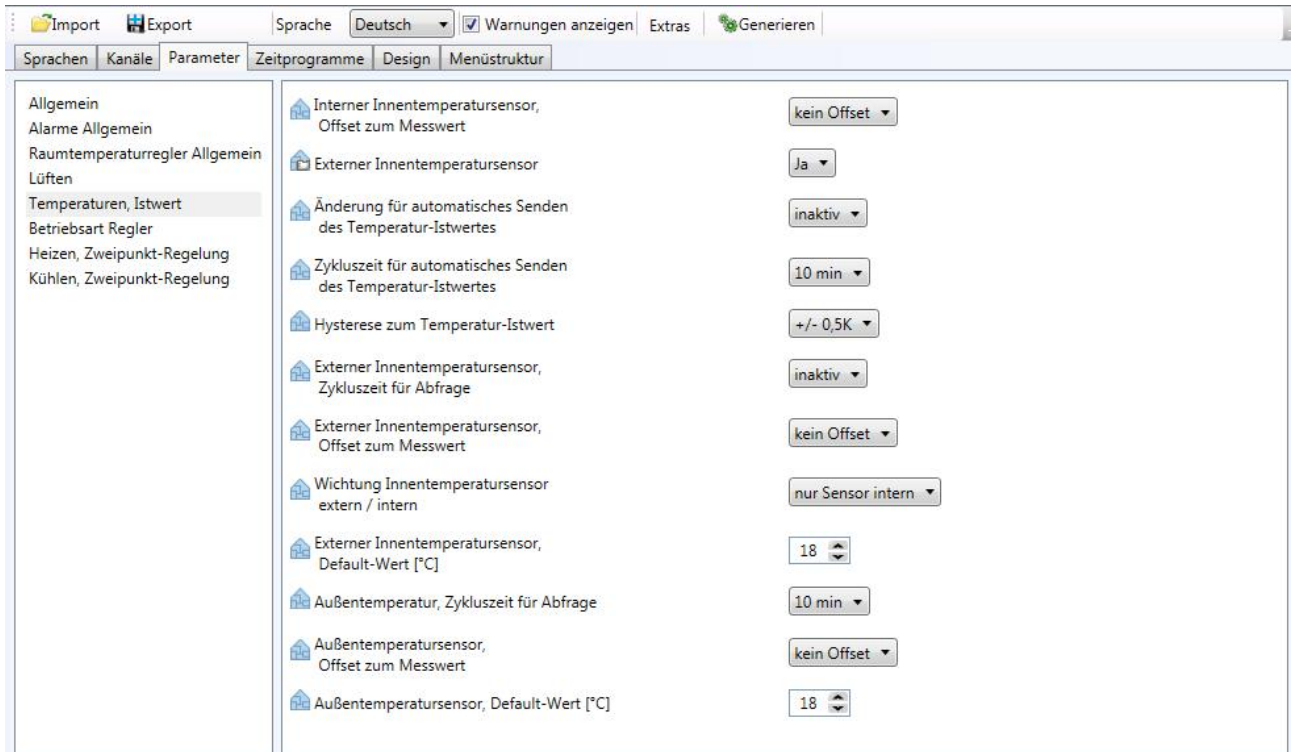 Import Export Sprache Deutsch Warnungen anzeigen Extras Generieren
Sprachen Kanäle Parameter Zeitprogramme Design Menüstruktur
Allgemein
Alarme Allgemein
Raumtemperaturregler Allgemein
Lüften
Temperaturen, Istwert
Betriebsart Regler
Heizen, Zweipunkt-Regelung
Kühlen, Zweipunkt-Regelung
Interner Innentemperatursensor,
Offset zum Messwert
kein Offset
Externer Innentemperatursensor
Ja
Änderung für automatisches Senden
des Temperatur-Istwertes
inaktiv
Zykluszeit für automatisches Senden
des Temperatur-Istwertes
10 min
Hysterese zum Temperatur-Istwert
+/- 0,5K
Externer Innentemperatursensor,
Zykluszeit für Abfrage
inaktiv
Externer Innentemperatursensor,
Offset zum Messwert
kein Offset
Wichtung Innentemperatursensor
extern / intern
nur Sensor intern
Externer Innentemperatursensor,
Default-Wert [°C]
18
Außentemperatur, Zykluszeit für Abfrage
10 min
Außentemperatursensor,
Offset zum Messwert
kein Offset
Außentemperatursensor, Default-Wert [°C]
18